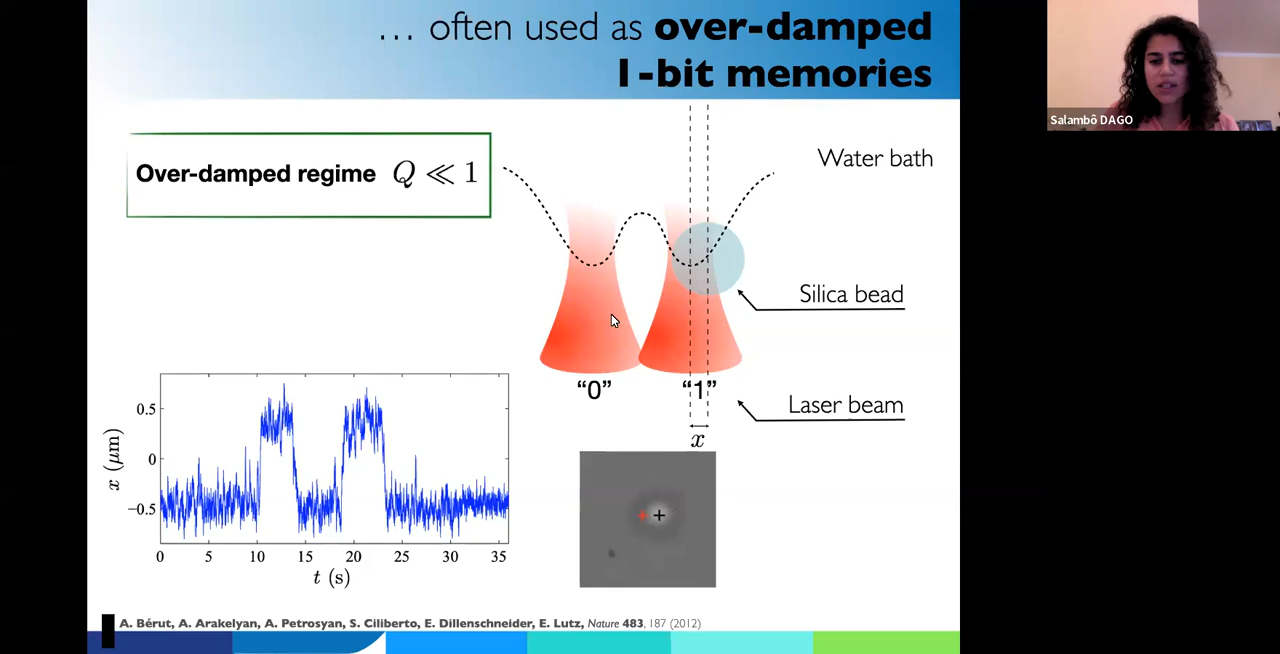 … often used as over-damped
1-bit memories
Salambô DAGO
Over-damped regime Q ≪ 1
Water bath
Silica bead
“0” “1”
Laser beam
x
x (μm)
0.5
0
−0.5
0 5 10 15 20 25 30 35
t (s)
A. Bérut, A. Arakelyan, A. Petrosyan, S. Ciliberto, E. Dillenschneider, E. Lutz, Nature 483, 187 (2012)